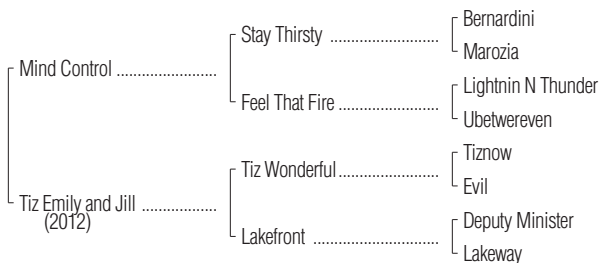 Bernardini
Stay Thirsty
Marozia
Mind Control
Lightnin N Thunder
Feel That Fire
Ubetwereven
Tiznow
Tiz Wonderful
Evil
Tiz Emily and Jill
(2012)
Deputy Minister
Lakefront
Lakeway